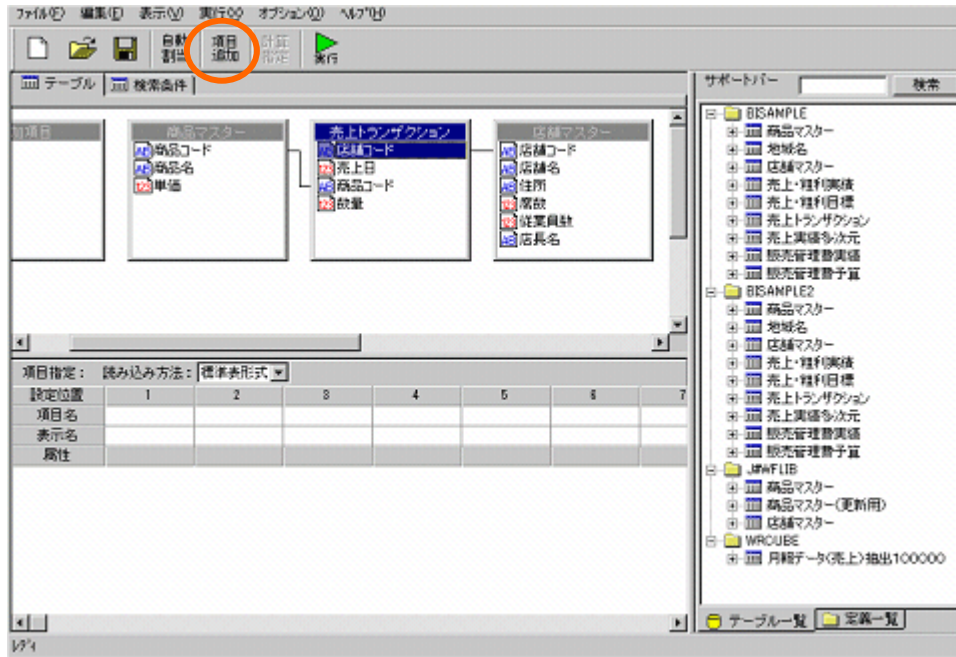 ファイル(F) 編集(E) 表示(V) 実行(X) オプション(O) ヘルプ(H)
自動割当 項目追加 計算指定 実行
テーブル 検索条件
サポートバー 検索
加項目
商品マスター
商品コード
商品名
単価
売上トランザクション
店舗コード
売上日
商品コード
数量
店舗マスター
店舗コード
店舗名
住所
席数
従業員数
店長名
項目指定： 読み込み方法： 標準表形式
設定位置 1 2 3 4 5 6 7
項目名
表示名
属性
BISAMPLE
商品マスター
地域名
店舗マスター
売上・粗利実績
売上・粗利目標
売上トランザクション
売上実績多次元
販売管理費実績
販売管理費予算
BISAMPLE2
商品マスター
地域名
店舗マスター
売上・粗利実績
売上・粗利目標
売上トランザクション
売上実績多次元
販売管理費実績
販売管理費予算
J#WFLIB
商品マスター
商品マスター(更新用)
店舗マスター
WRCUBE
月報データ(売上)抽出100000
テーブル一覧 定義一覧
レディ